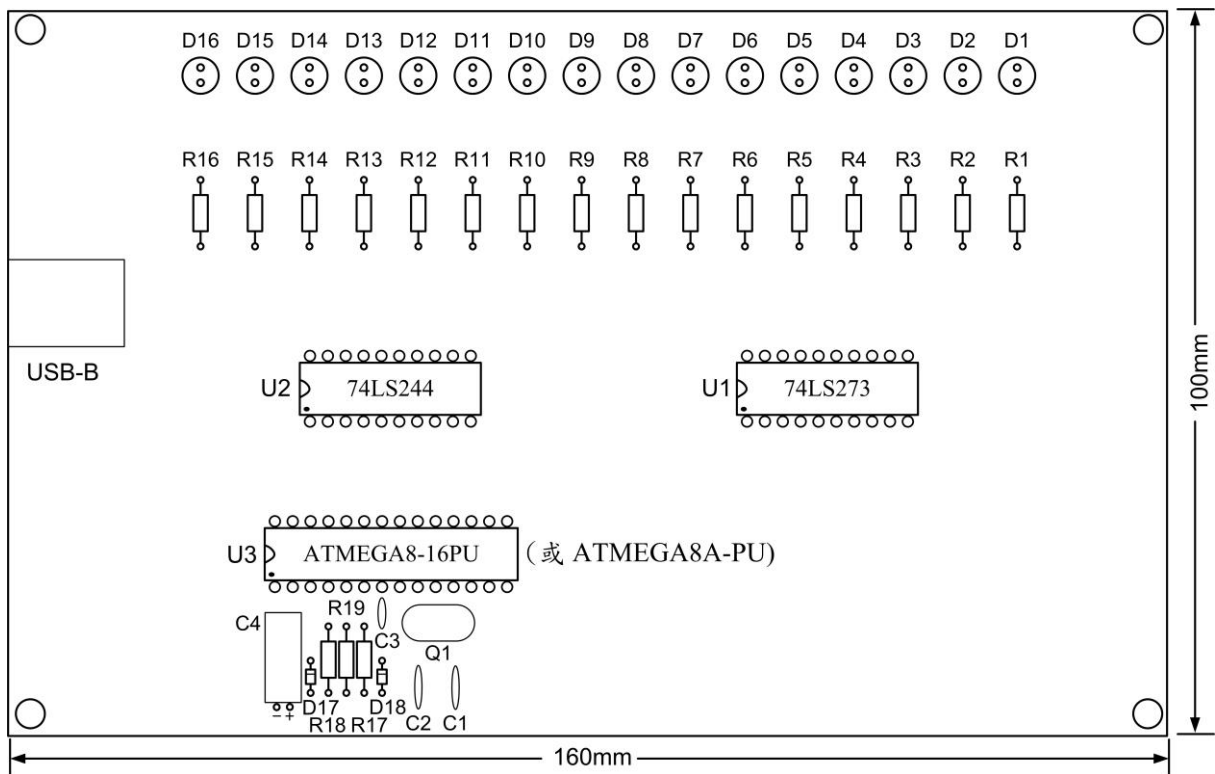 D16 D15 D14 D13 D12 D11 D10 D9 D8 D7 D6 D5 D4 D3 D2 D1
R16 R15 R14 R13 R12 R11 R10 R9 R8 R7 R6 R5 R4 R3 R2 R1
USB-B
U2 74LS244
U1 74LS273
100mm
U3 ATMEGA8-16PU (或 ATMEGA8A-PU)
C4 R19 C3 Q1
- +
D17 D18 C2 C1
R18 R17
160mm